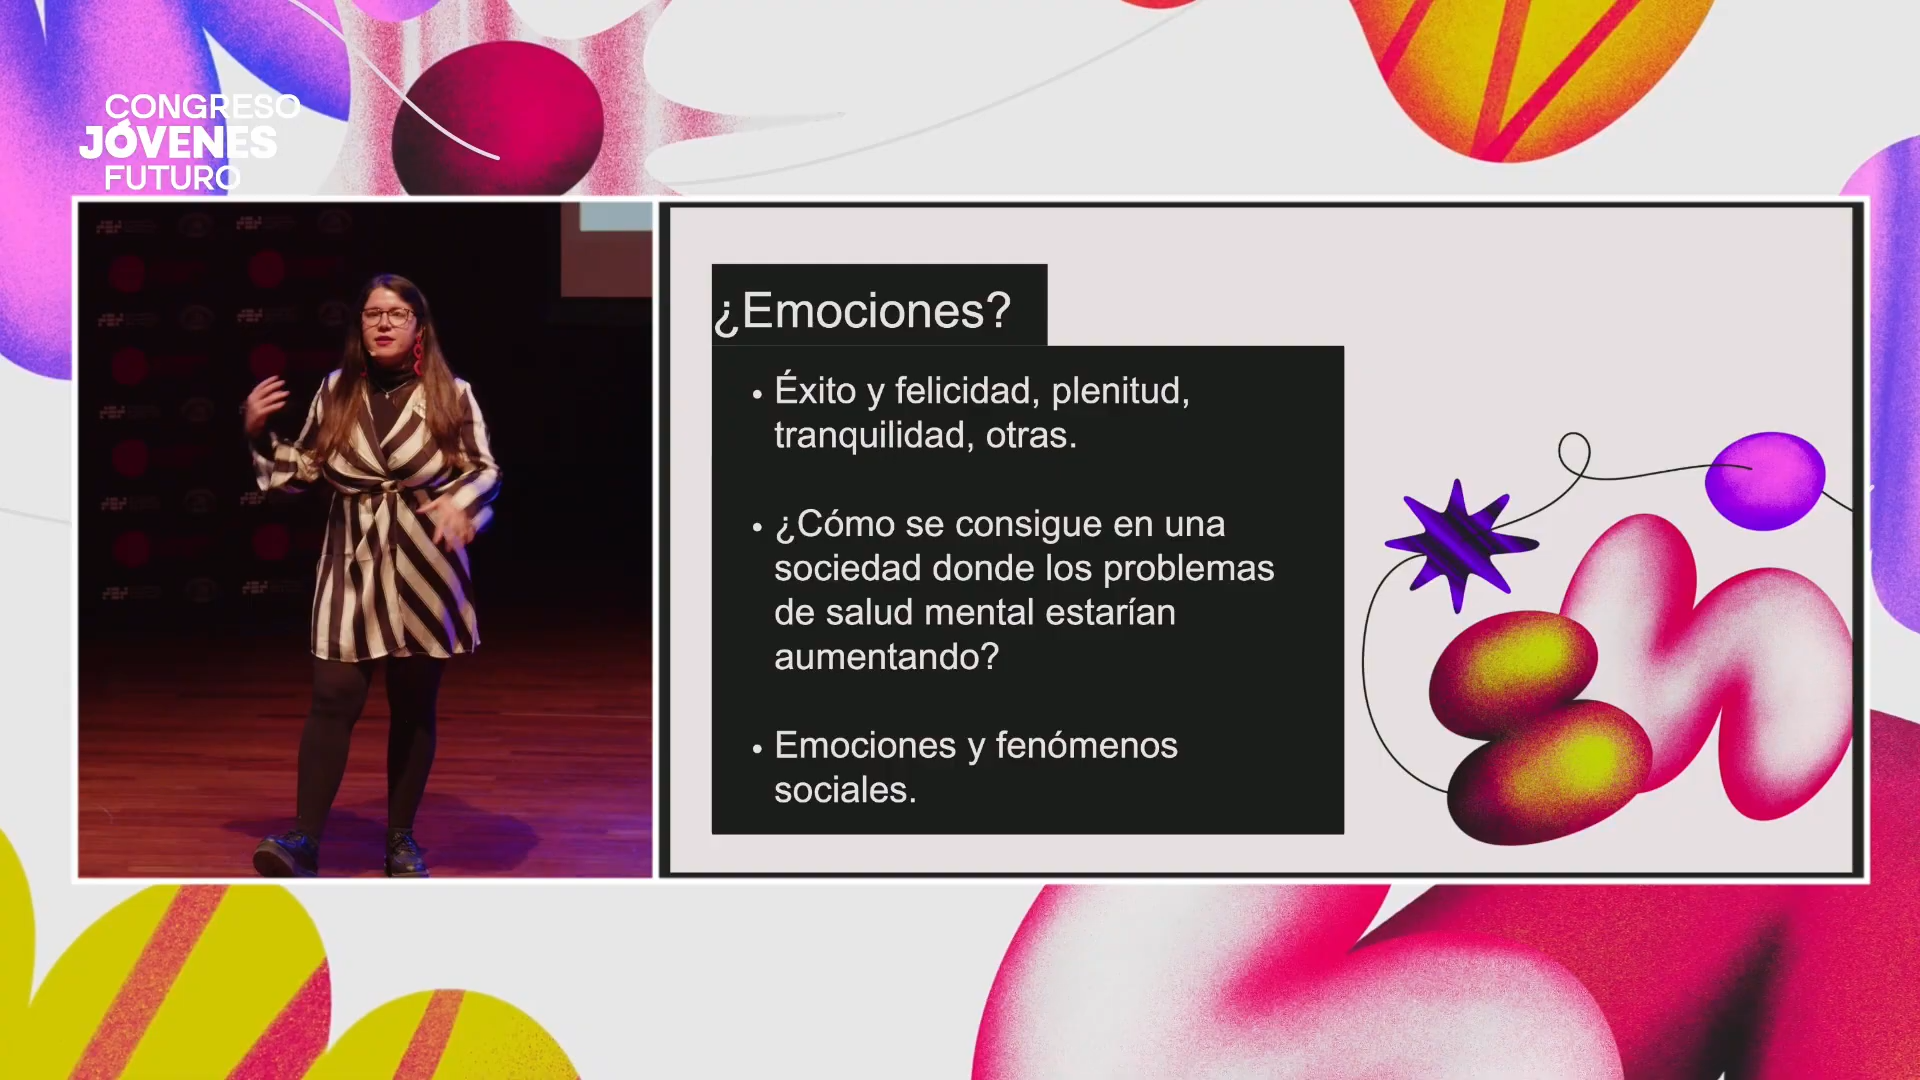 CONGRESO
JÓVENES
FUTURO
¿Emociones?
• Éxito y felicidad, plenitud,
tranquilidad, otras.
• ¿Cómo se consigue en una
sociedad donde los problemas
de salud mental estarían
aumentando?
• Emociones y fenómenos
sociales.